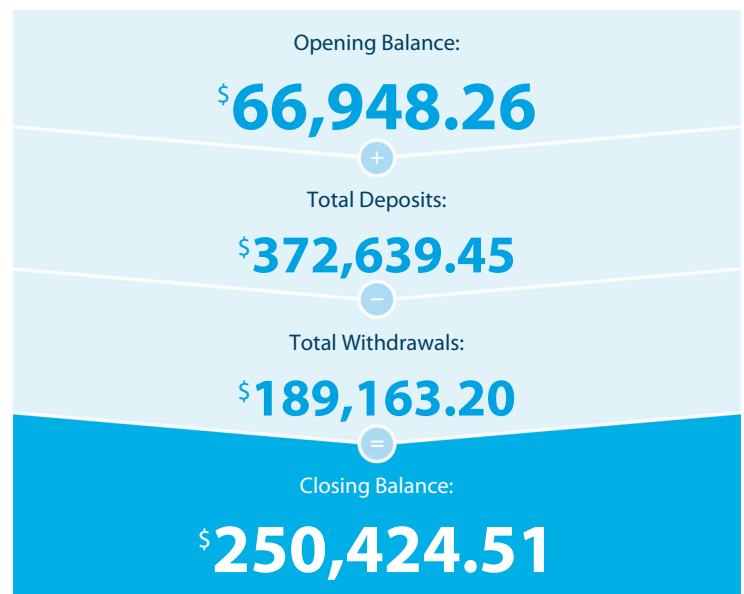 Opening Balance:
$66,948.26
+
Total Deposits:
$372,639.45
−
Total Withdrawals:
$189,163.20
=
Closing Balance:
$250,424.51